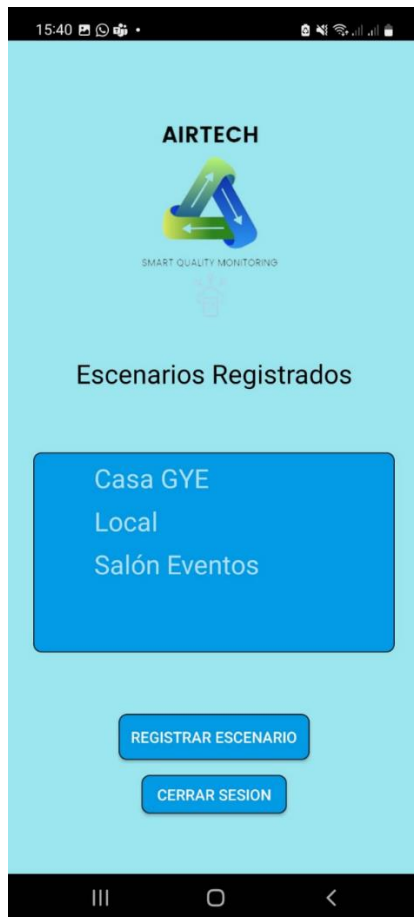 15:40
AIRTECH
SMART QUALITY MONITORING
Escenarios Registrados
Casa GYE
Local
Salón Eventos
REGISTRAR ESCENARIO
CERRAR SESION